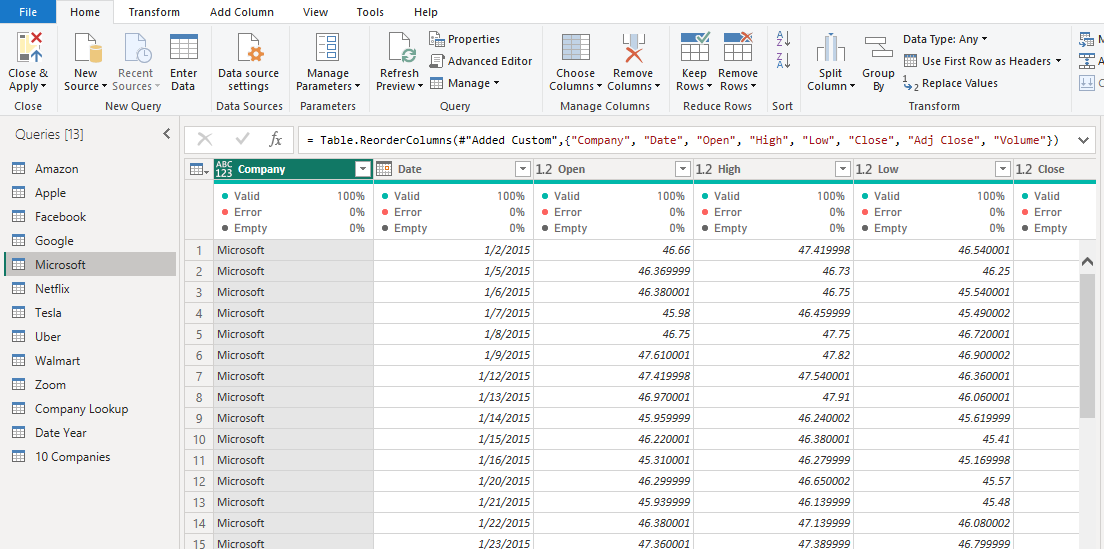 File Home Transform Add Column View Tools Help
Close & Apply New Source Recent Sources Enter Data Data source settings Manage Parameters Refresh Preview Properties Advanced Editor Manage Choose Columns Remove Columns Keep Rows Remove Rows Split Column Group By Data Type: Any Use First Row as Headers Replace Values
Close New Query Data Sources Parameters Query Manage Columns Reduce Rows Sort Transform
Queries [13]
Amazon
Apple
Facebook
Google
Microsoft
Netflix
Tesla
Uber
Walmart
Zoom
Company Lookup
Date Year
10 Companies
fx = Table.ReorderColumns(#"Added Custom",{"Company", "Date", "Open", "High", "Low", "Close", "Adj Close", "Volume"})
ABC 123 Company Date 1.2 Open 1.2 High 1.2 Low 1.2 Close
Valid 100% Valid 100% Valid 100% Valid 100% Valid 100% Valid
Error 0% Error 0% Error 0% Error 0% Error 0% Error
Empty 0% Empty 0% Empty 0% Empty 0% Empty 0% Empty
1 Microsoft 1/2/2015 46.66 47.419998 46.540001
2 Microsoft 1/5/2015 46.369999 46.73 46.25
3 Microsoft 1/6/2015 46.380001 46.75 45.540001
4 Microsoft 1/7/2015 45.98 46.459999 45.490002
5 Microsoft 1/8/2015 46.75 47.75 46.720001
6 Microsoft 1/9/2015 47.610001 47.82 46.900002
7 Microsoft 1/12/2015 47.419998 47.540001 46.360001
8 Microsoft 1/13/2015 46.970001 47.91 46.060001
9 Microsoft 1/14/2015 45.959999 46.240002 45.619999
10 Microsoft 1/15/2015 46.220001 46.380001 45.41
11 Microsoft 1/16/2015 45.310001 46.279999 45.169998
12 Microsoft 1/20/2015 46.299999 46.650002 45.57
13 Microsoft 1/21/2015 45.939999 46.139999 45.48
14 Microsoft 1/22/2015 46.380001 47.139999 46.080002
15 Microsoft 1/23/2015 47.360001 47.389999 46.799999